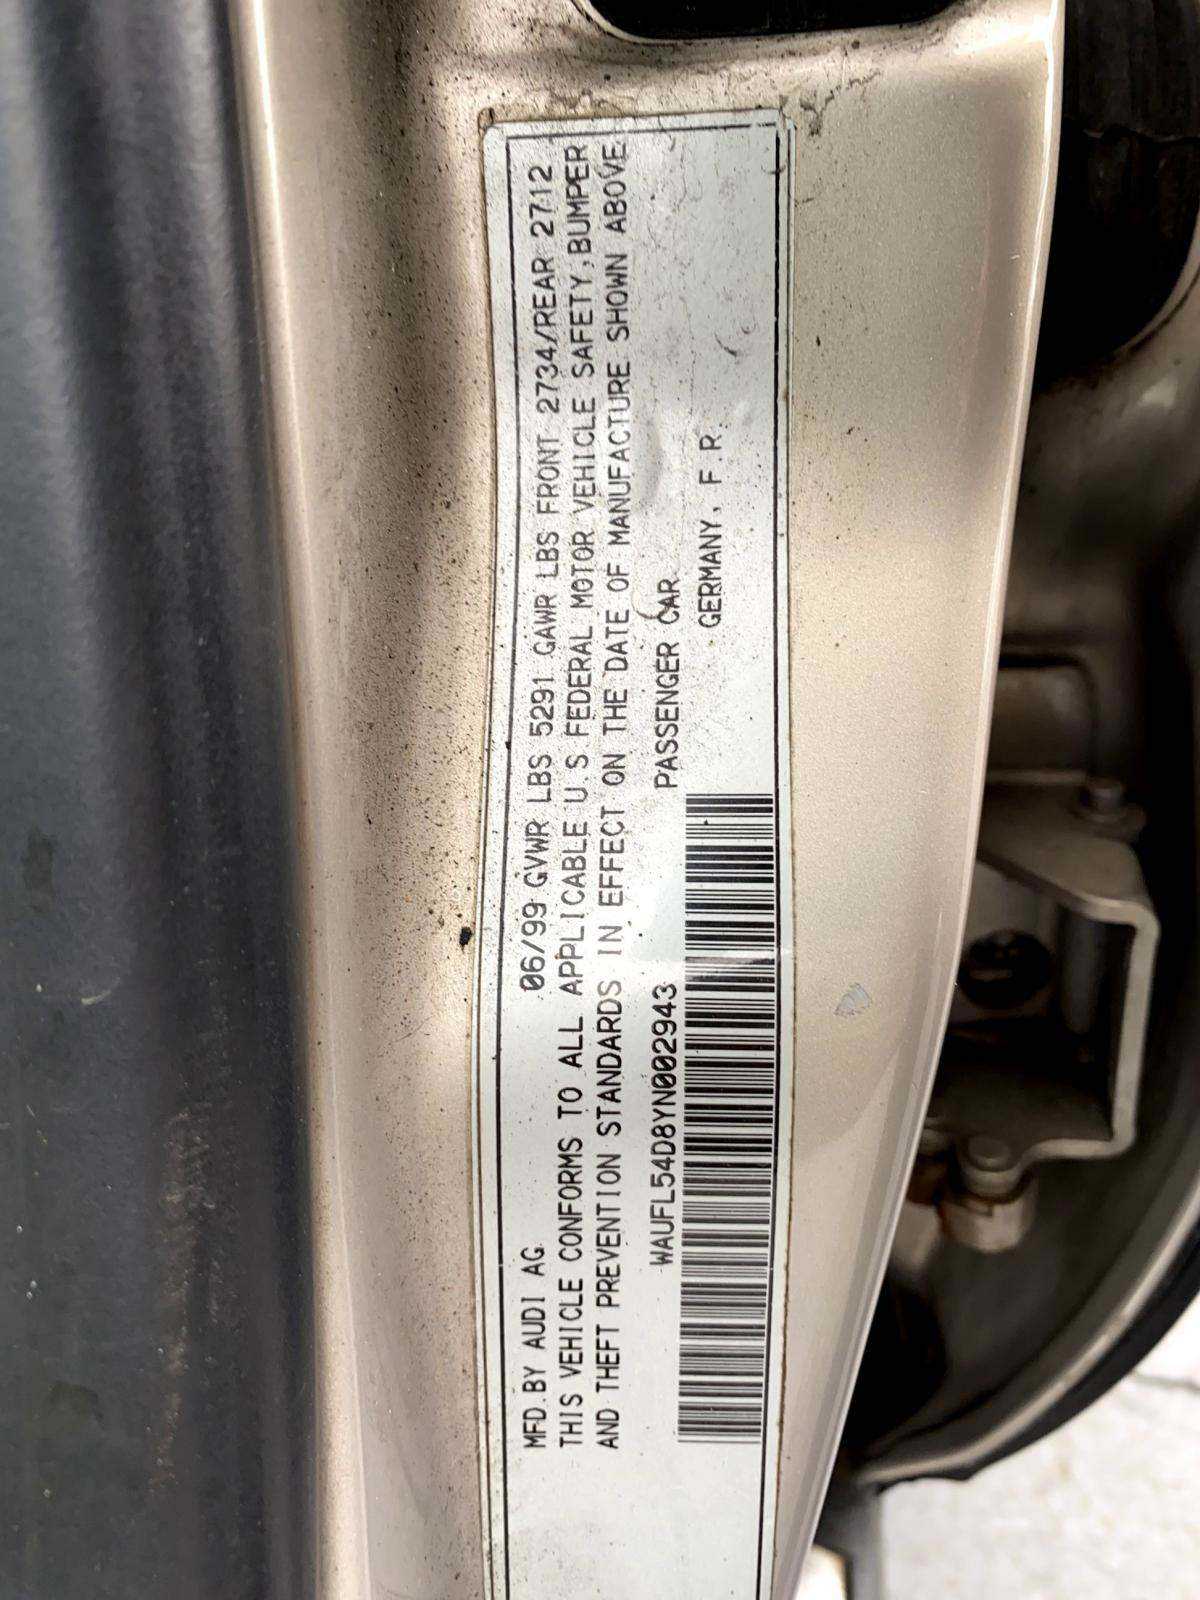 MFD.BY AUDI AG. 06/99 GVWR LBS 5291 GAWR LBS FRONT 2734/REAR 2712
THIS VEHICLE CONFORMS TO ALL APPLICABLE U.S.FEDERAL MOTOR VEHICLE SAFETY,BUMPER
AND THEFT PREVENTION STANDARDS IN EFFECT ON THE DATE OF MANUFACTURE SHOWN ABOVE.
WAUFL54D8YN002943 PASSENGER CAR
GERMANY, F.R.